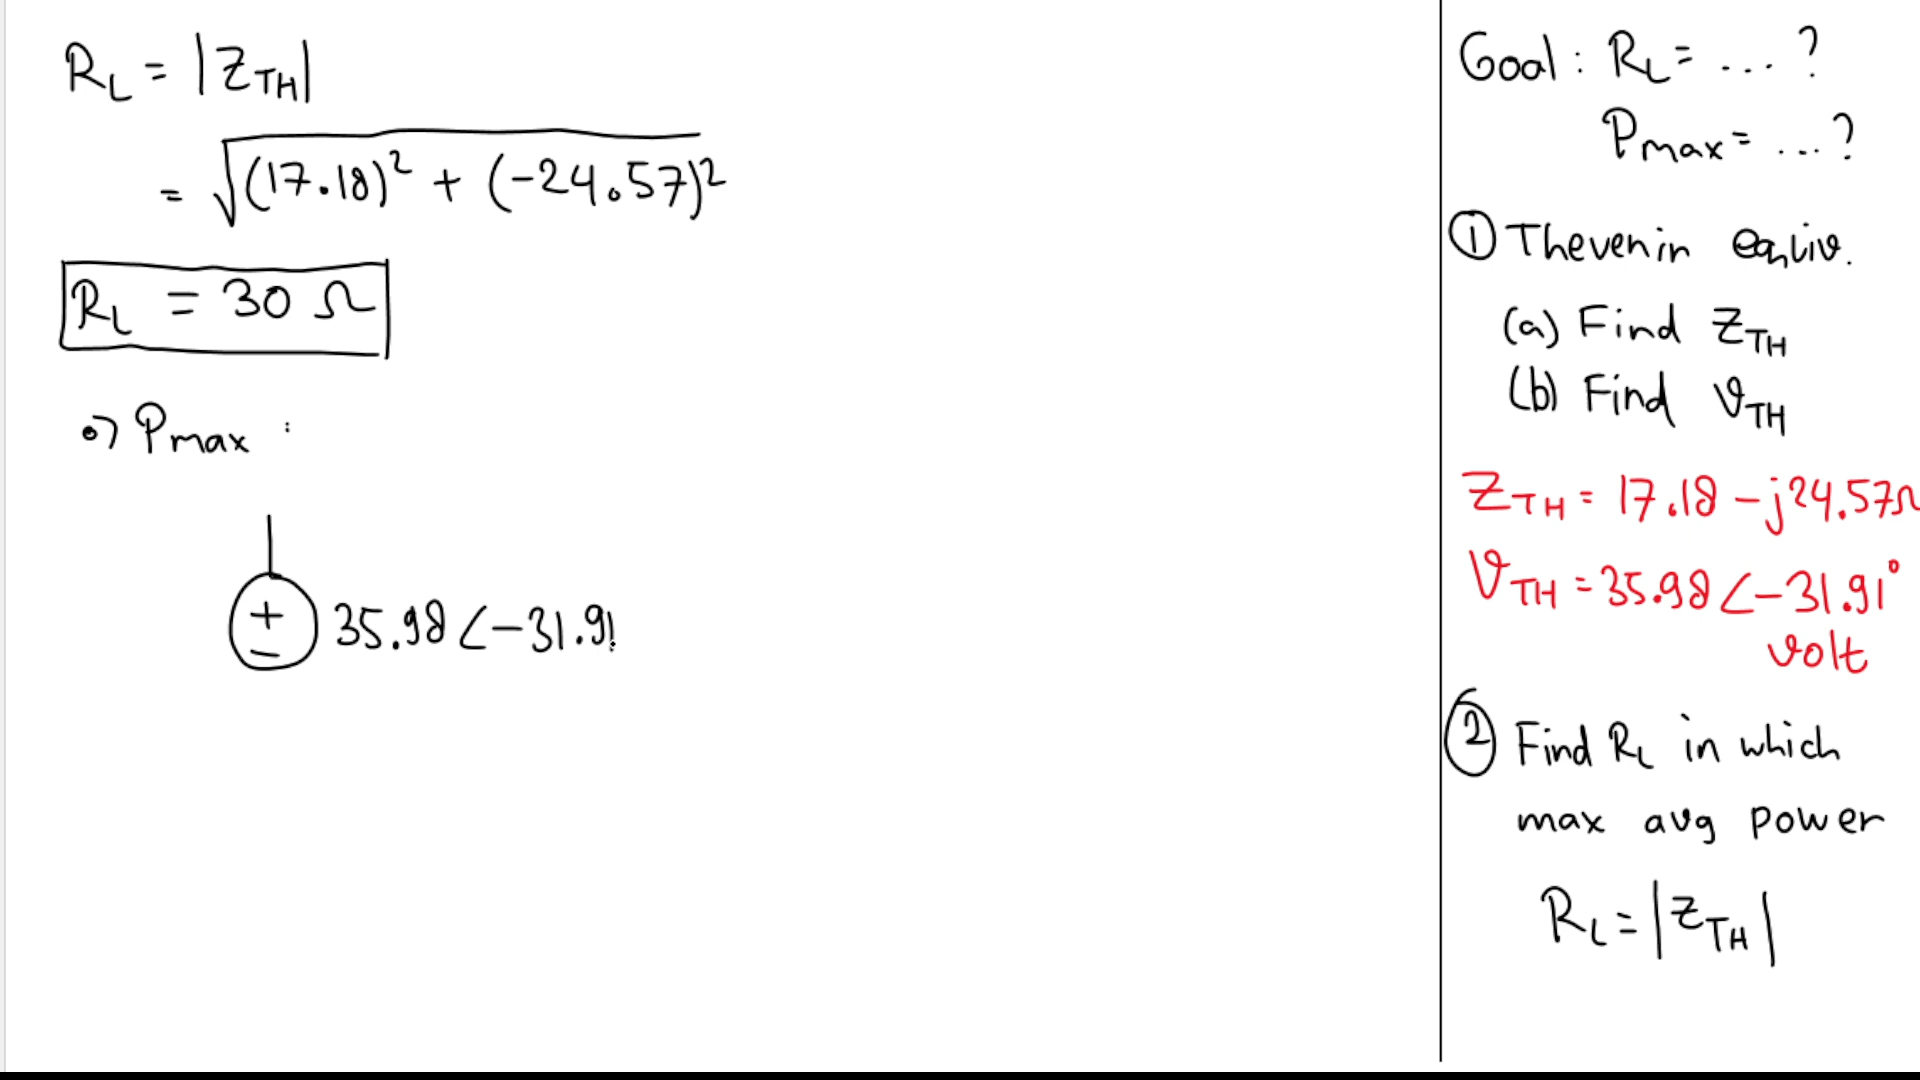 R_L = |Z_TH|
= √(17.18)² + (-24.57)²
R_L = 30 Ω
•) P_max :
+
-
35.98∠-31.91
Goal : R_L = ... ?
P_max = ... ?
① Thevenin equiv.
(a) Find Z_TH
(b) Find V_TH
Z_TH = 17.18 - j24.57Ω
V_TH = 35.98∠-31.91°
volt
② Find R_L in which
max avg power
R_L = |Z_TH|